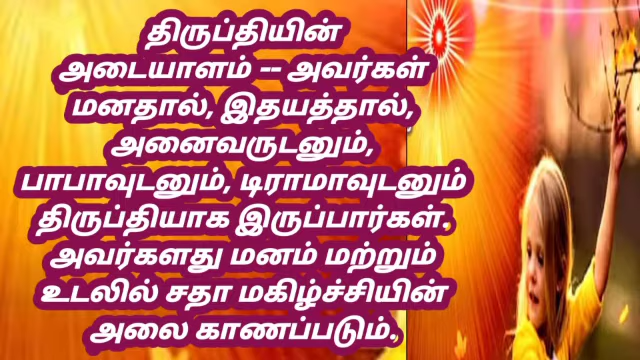 திருப்தியின்
அடையாளம் -- அவர்கள்
மனதால், இதயத்தால்,
அனைவருடனும்,
பாபாவுடனும், டிராமாவுடனும்
திருப்தியாக இருப்பார்கள்.
அவர்களது மனம் மற்றும்
உடலில் சதா மகிழ்ச்சியின்
அலை காணப்படும்.